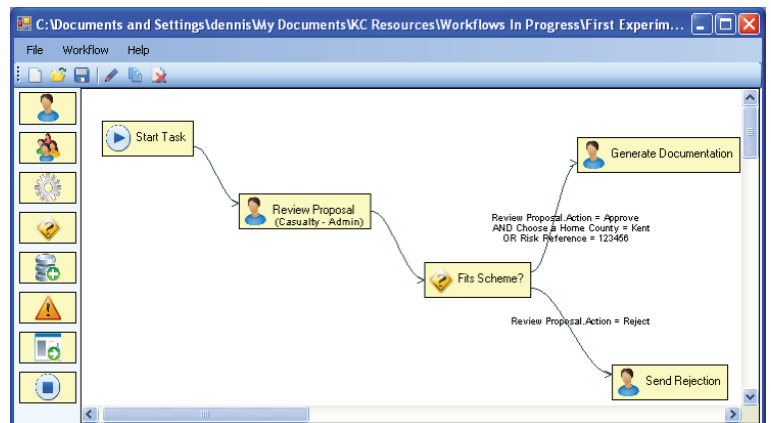 C:\Documents and Settings\dennis\My Documents\KC Resources\Workflows In Progress\First Experim...
File Workflow Help
Start Task
Generate Documentation
Review Proposal
(Casualty - Admin)
Review Proposal.Action = Approve
AND Choose a Home County = Kent
OR Risk Reference = 123456
Fits Scheme?
Review Proposal.Action = Reject
Send Rejection